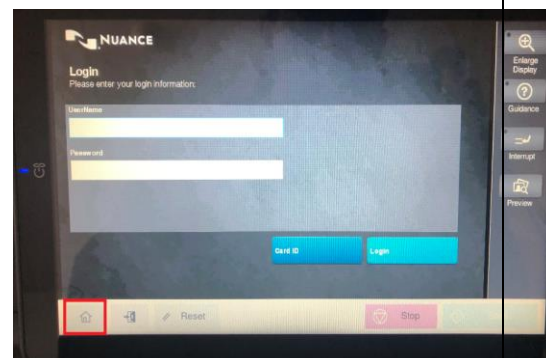 NUANCE
Login
Please enter your login information:
UserName
Password
Card ID
Login
Reset
Stop
Enlarge
Display
Guidance
Interrupt
Preview